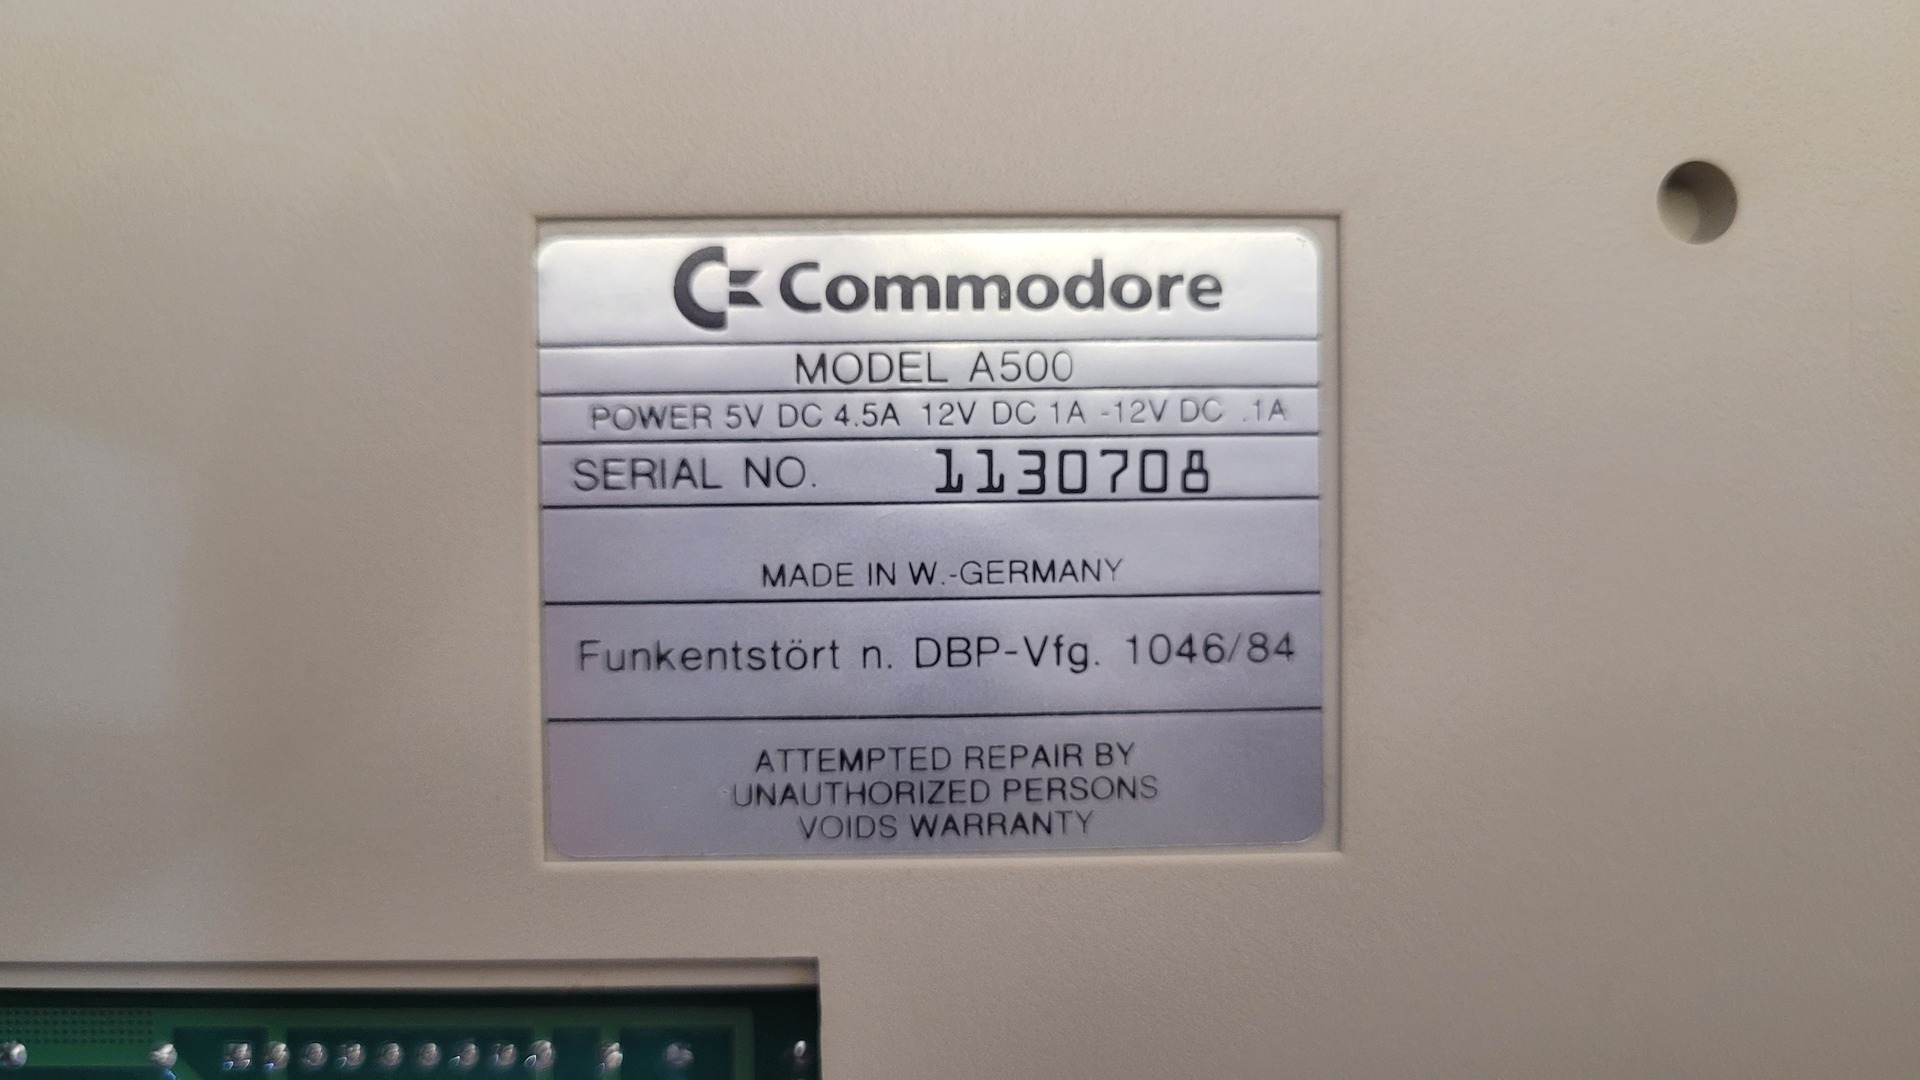 Commodore
MODEL A500
POWER 5V DC 4.5A 12V DC 1A -12V DC .1A
SERIAL NO. 1130708
MADE IN W.-GERMANY
Funkentstört n. DBP-Vfg. 1046/84
ATTEMPTED REPAIR BY
UNAUTHORIZED PERSONS
VOIDS WARRANTY